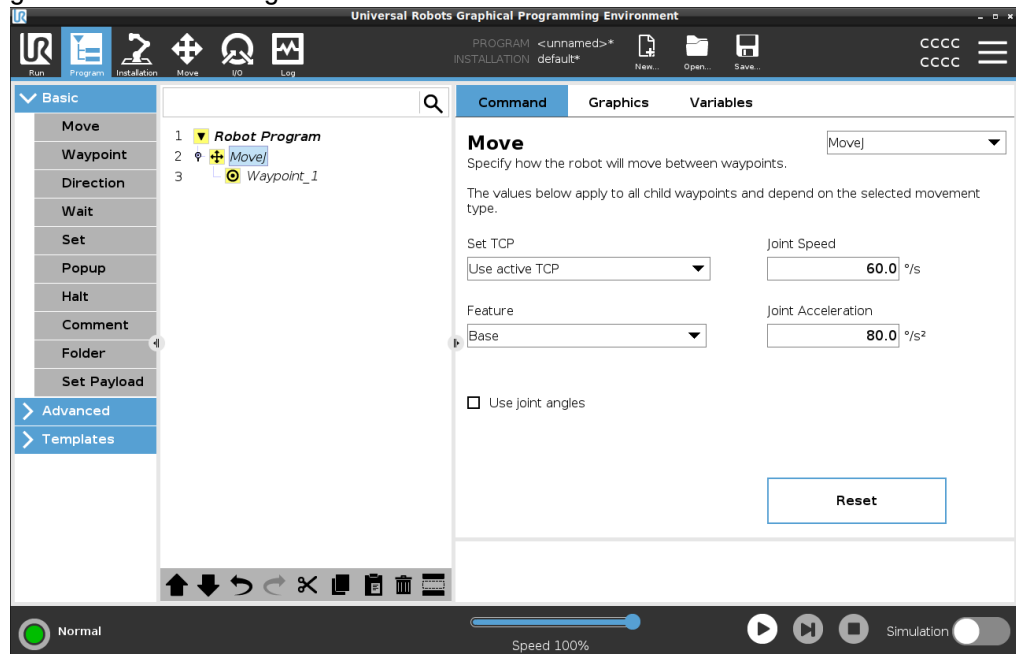 Universal Robots Graphical Programming Environment
UR
Run
Program
Installation
Move
I/O
Log
PROGRAM <unnamed>*
INSTALLATION default*
New...
Open...
Save...
CCCC
CCCC
Basic
Move
Waypoint
Direction
Wait
Set
Popup
Halt
Comment
Folder
Set Payload
Advanced
Templates
1 Robot Program
2 MoveJ
3 Waypoint_1
Command Graphics Variables
Move
MoveJ
Specify how the robot will move between waypoints.
The values below apply to all child waypoints and depend on the selected movement
type.
Set TCP
Use active TCP
Joint Speed
60.0 °/s
Feature
Base
Joint Acceleration
80.0 °/s²
Use joint angles
Reset
Normal
Speed 100%
Simulation